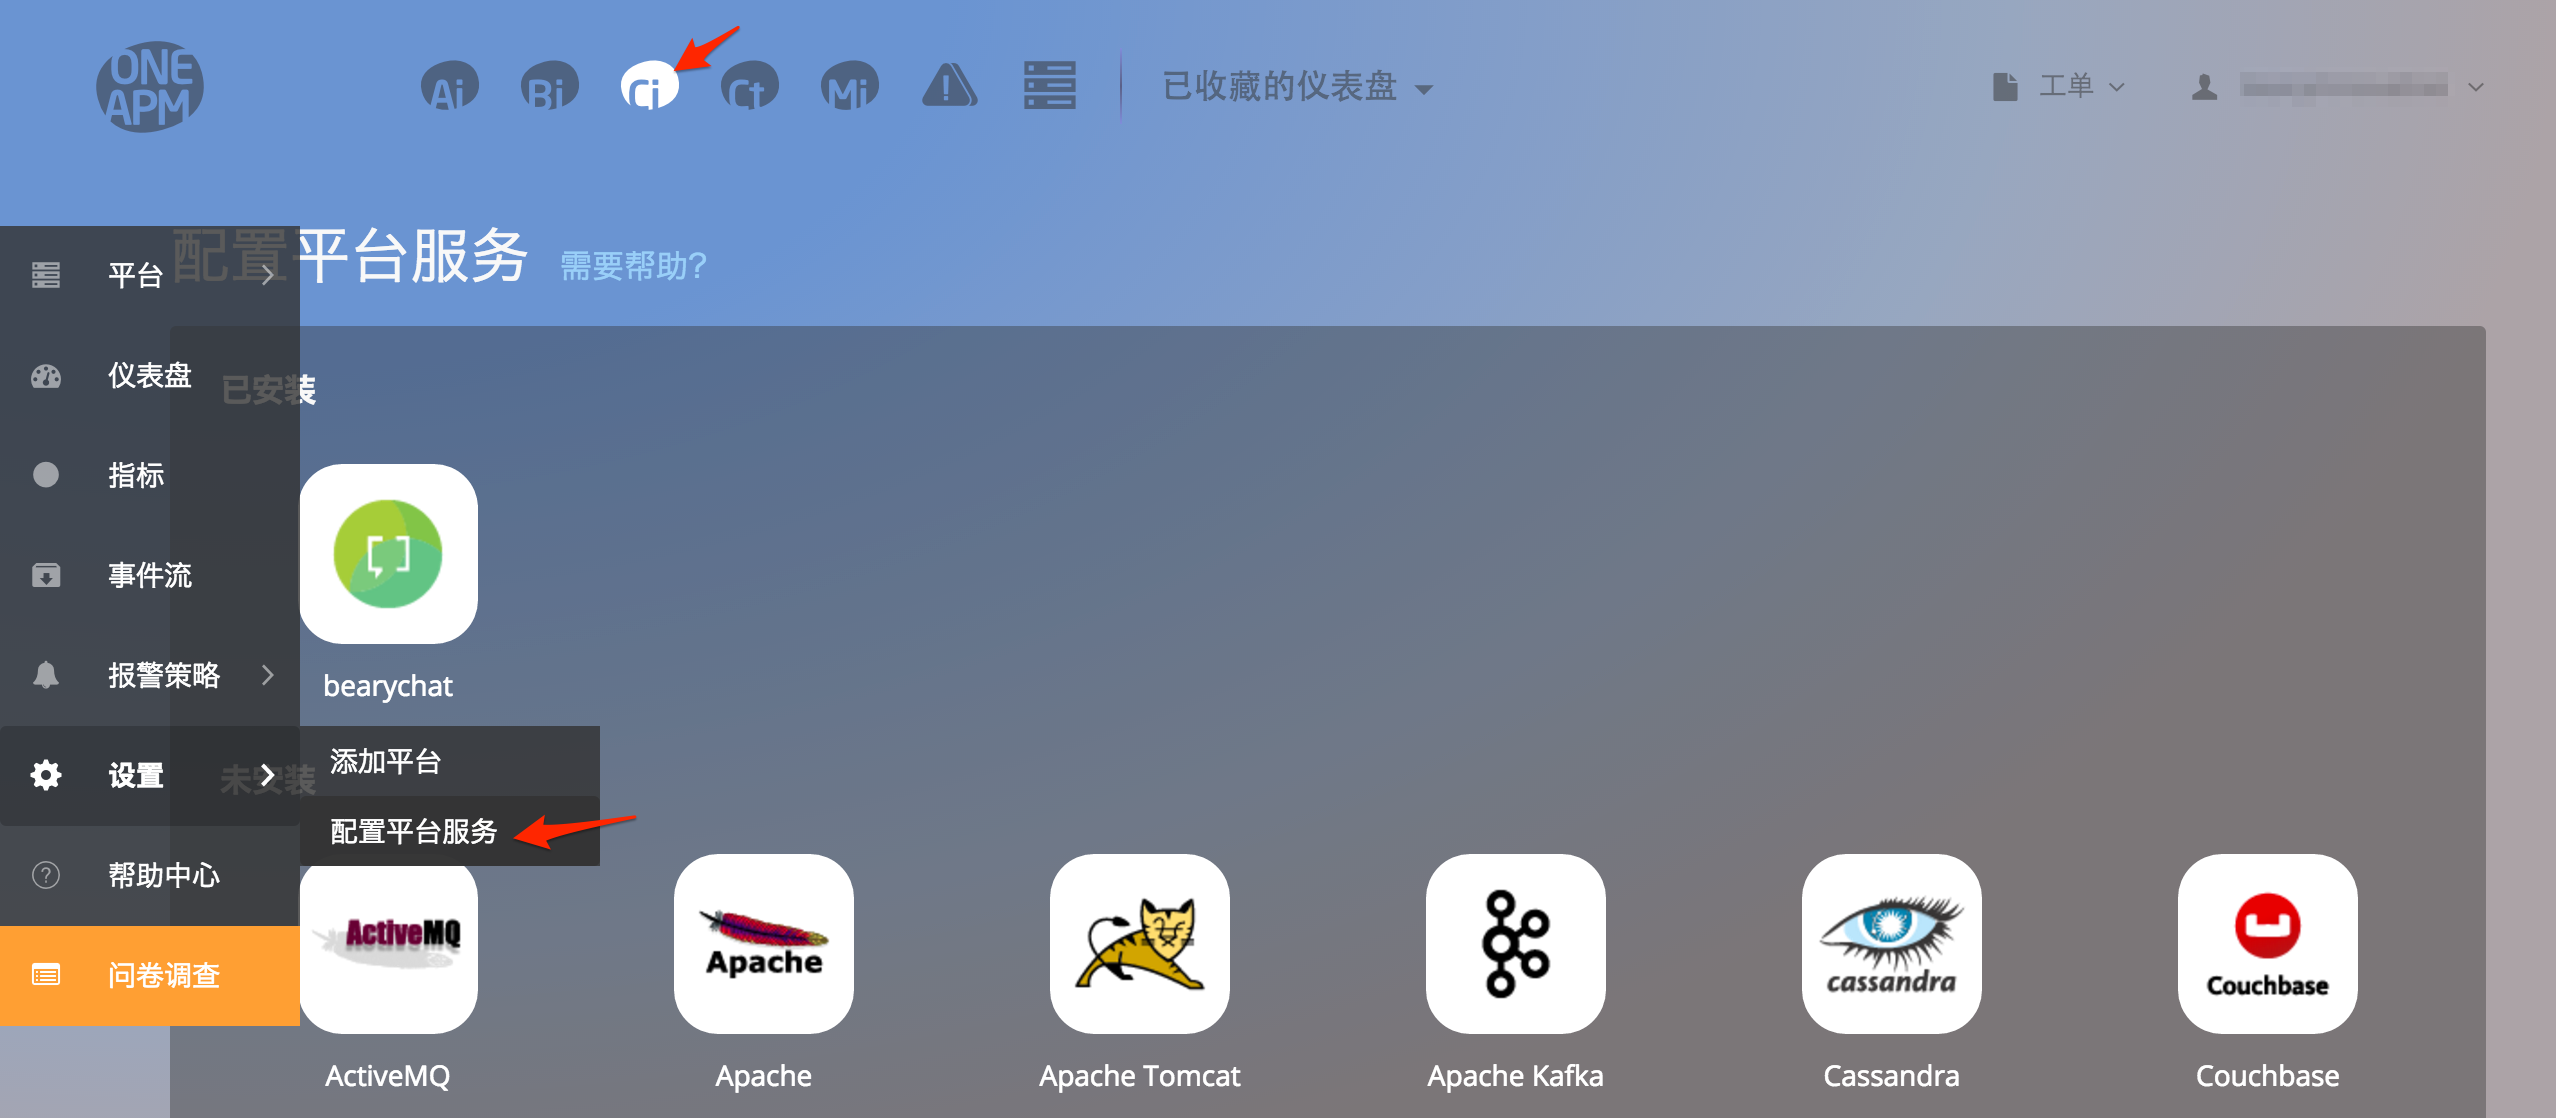 ONE
APM
Ai Bi Ci Ct Mi 已收藏的仪表盘 工单
配置平台服务 需要帮助?
平台
仪表盘
指标
事件流
报警策略
设置
帮助中心
问卷调查
已安装
bearychat
添加平台
配置平台服务
未安装
ActiveMQ
Apache
cassandra
Couchbase
ActiveMQ
Apache
Apache Tomcat
Apache Kafka
Cassandra
Couchbase